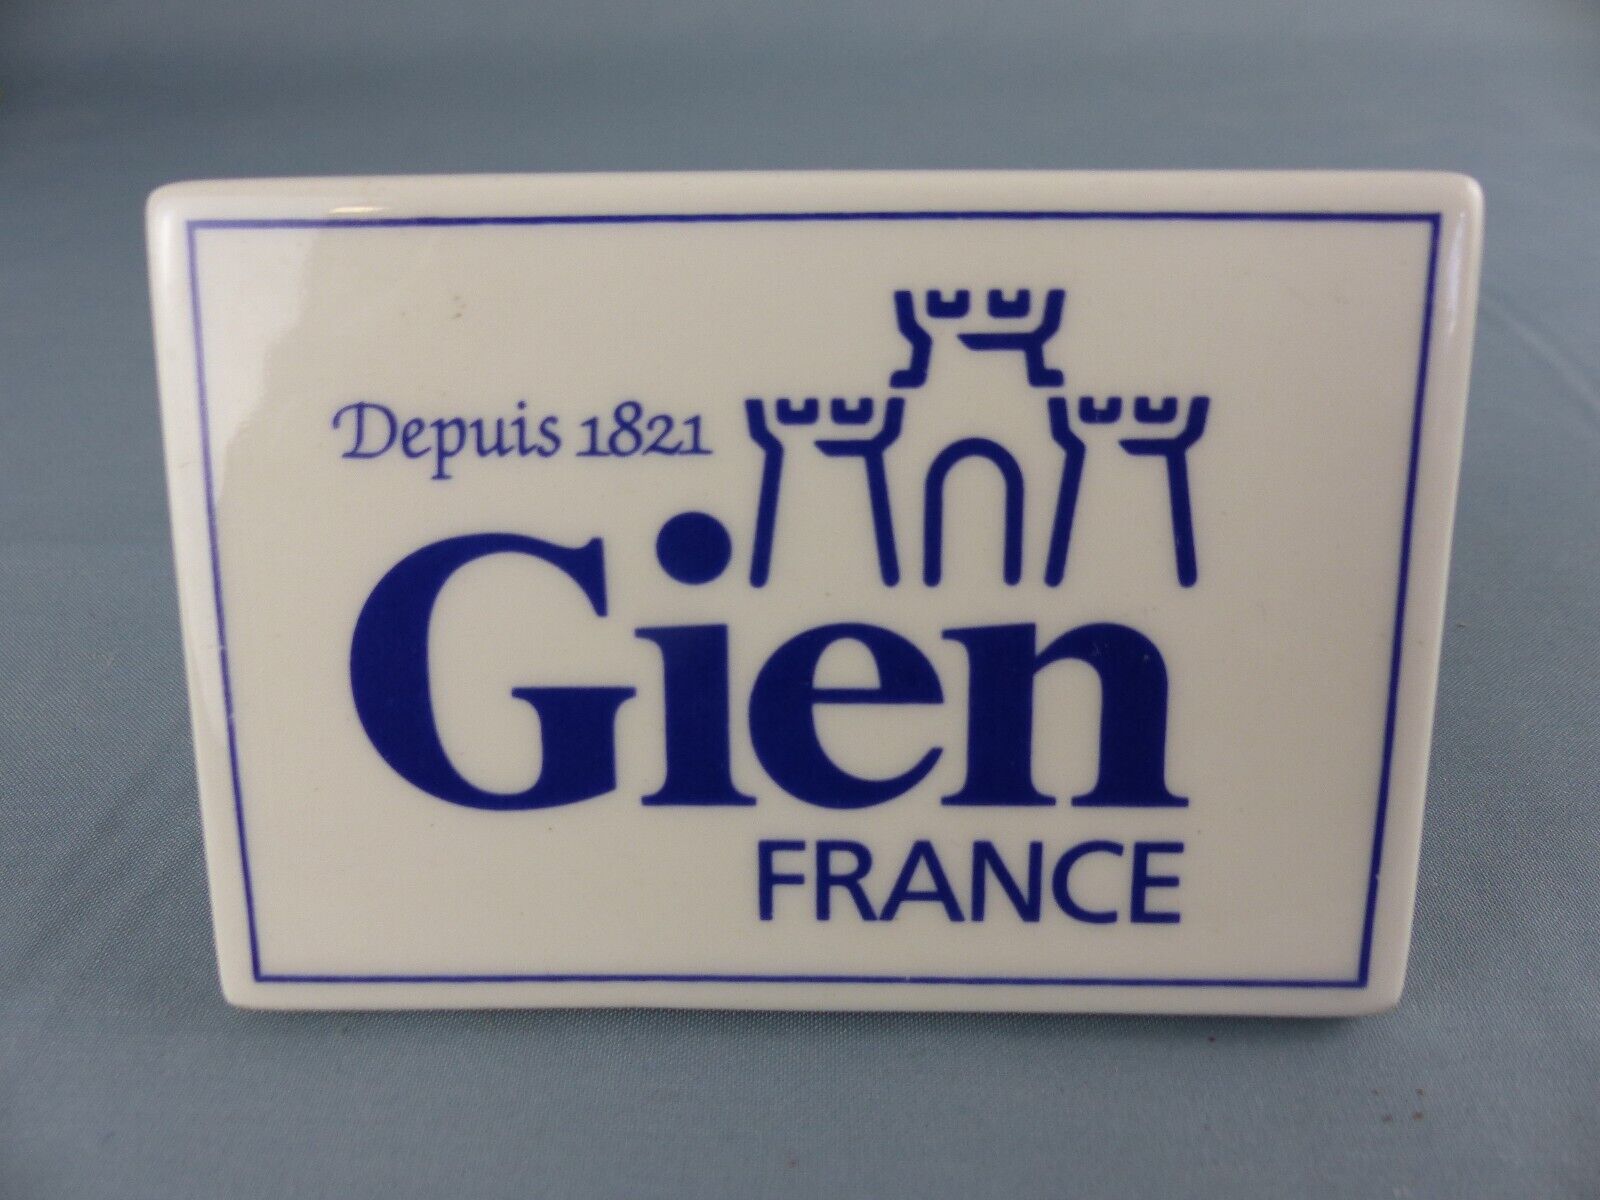 Depuis 1821
Gien
FRANCE